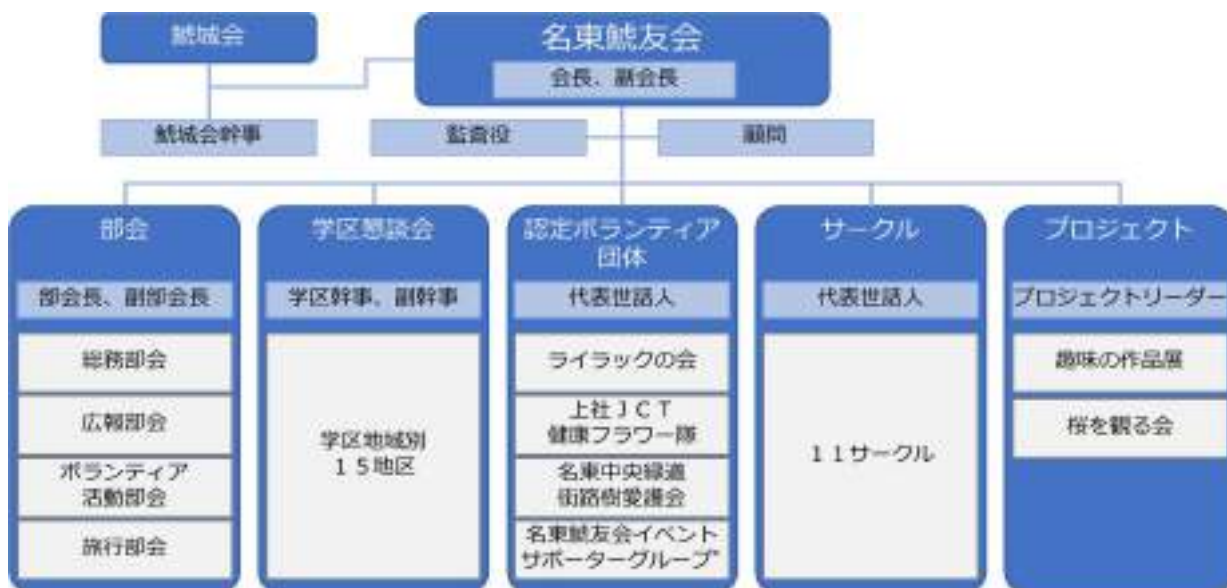 鯱城会
名東鯱友会
会長、副会長
鯱城会幹事
監査役
顧問
部会
部会長、副部会長
総務部会
広報部会
ボランティア
活動部会
旅行部会
学区懇談会
学区幹事、副幹事
学区地域別
15地区
認定ボランティア
団体
代表世話人
ライラックの会
上社JCT
健康フラワー隊
名東中央緑道
街路樹愛護会
名東鯱友会イベント
サポーターグループ"
サークル
代表世話人
11サークル
プロジェクト
プロジェクトリーダー
趣味の作品展
桜を観る会